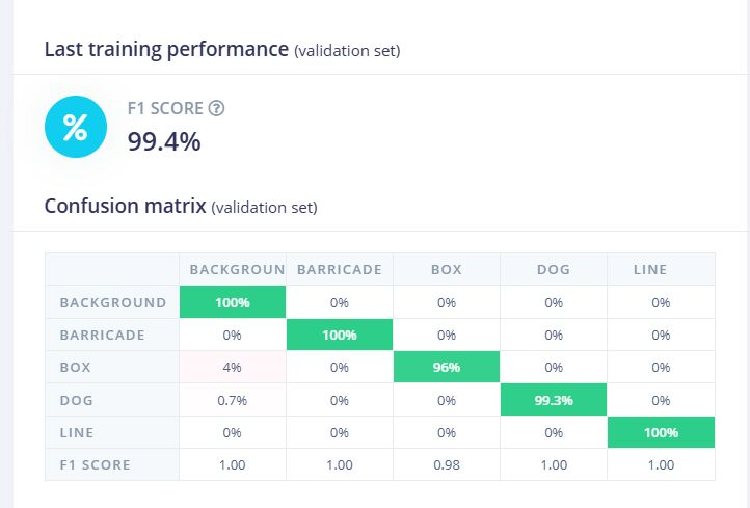 Last training performance (validation set)
F1 SCORE ?
99.4%
%
Confusion matrix (validation set)
BACKGROUN BARRICADE BOX DOG LINE
BACKGROUND 100% 0% 0% 0% 0%
BARRICADE 0% 100% 0% 0% 0%
BOX 4% 0% 96% 0% 0%
DOG 0.7% 0% 0% 99.3% 0%
LINE 0% 0% 0% 0% 100%
F1 SCORE 1.00 1.00 0.98 1.00 1.00